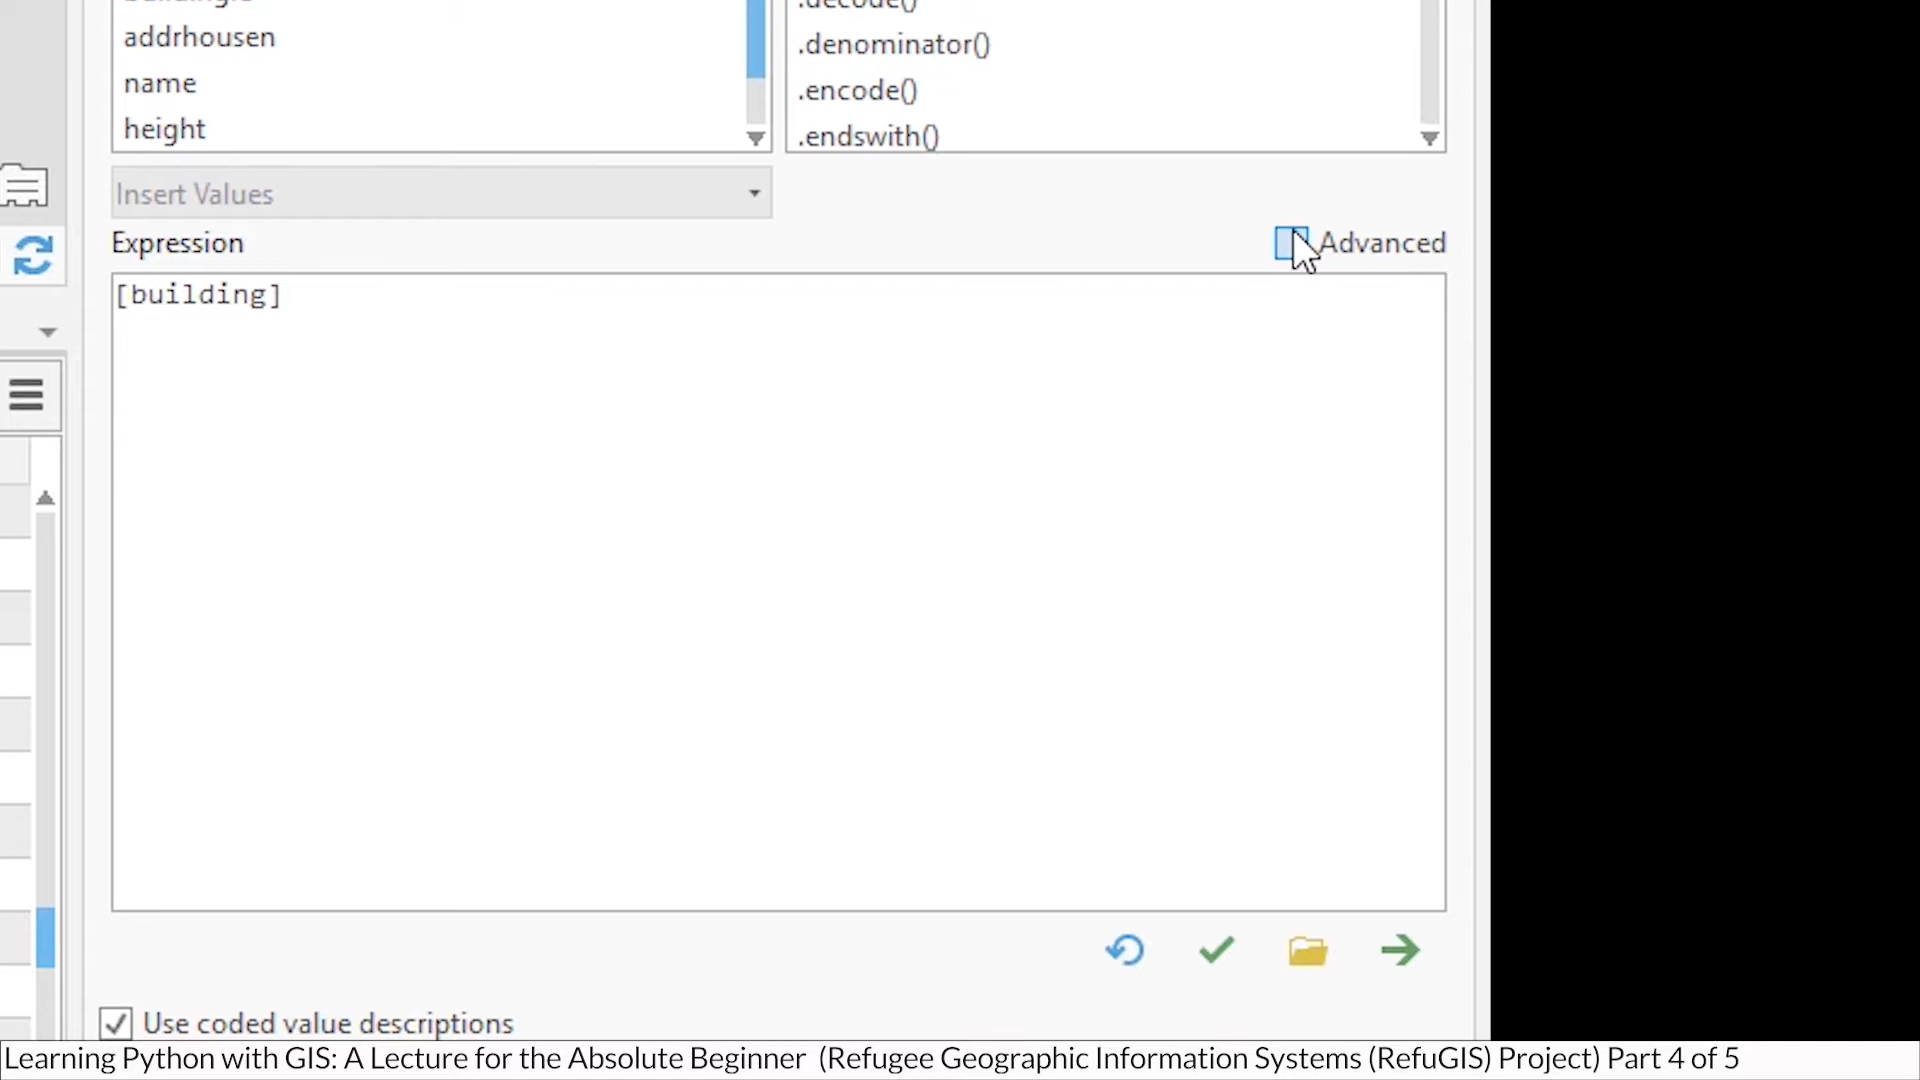 addrhousen
name
height
.decode()
.denominator()
.encode()
.endswith()
Insert Values
Expression
Advanced
[building]
Use coded value descriptions
Learning Python with GIS: A Lecture for the Absolute Beginner (Refugee Geographic Information Systems (RefuGIS) Project) Part 4 of 5